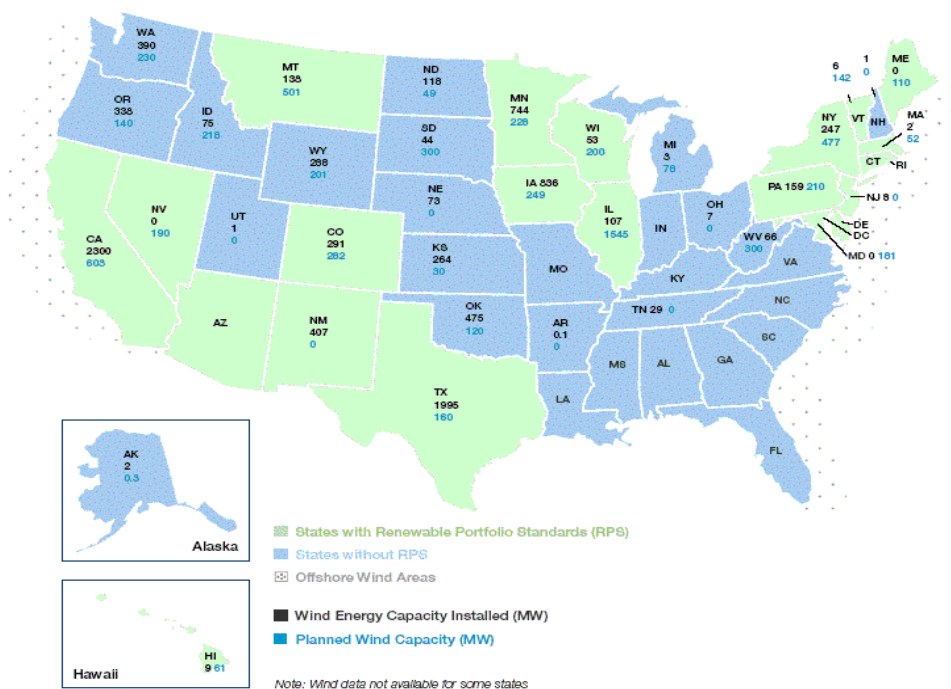 WA
390
230
OR
338
140
ID
75
218
MT
138
501
ND
118
49
SD
44
300
WY
288
201
NE
73
0
MN
744
228
WI
53
200
IA 836
249
MI
3
78
6
142
1
0
ME
0
110
VT
NH
NY
247
477
MA
2
52
CT
RI
PA 159 210
NJ 8 0
DE
DC
MD 0 181
NV
0
190
UT
1
0
CA
2300
603
CO
291
282
KS
264
30
IL
107
1545
IN
OH
7
0
WV 66
300
VA
MO
KY
AZ
NM
407
0
OK
475
120
AR
0.1
0
TN 29 0
NC
SC
MS
AL
GA
TX
1995
160
LA
FL
AK
2
0.3
Alaska
HI
9 61
Hawaii
States with Renewable Portfolio Standards (RPS)
States without RPS
Offshore Wind Areas
Wind Energy Capacity Installed (MW)
Planned Wind Capacity (MW)
Note: Wind data not available for some states